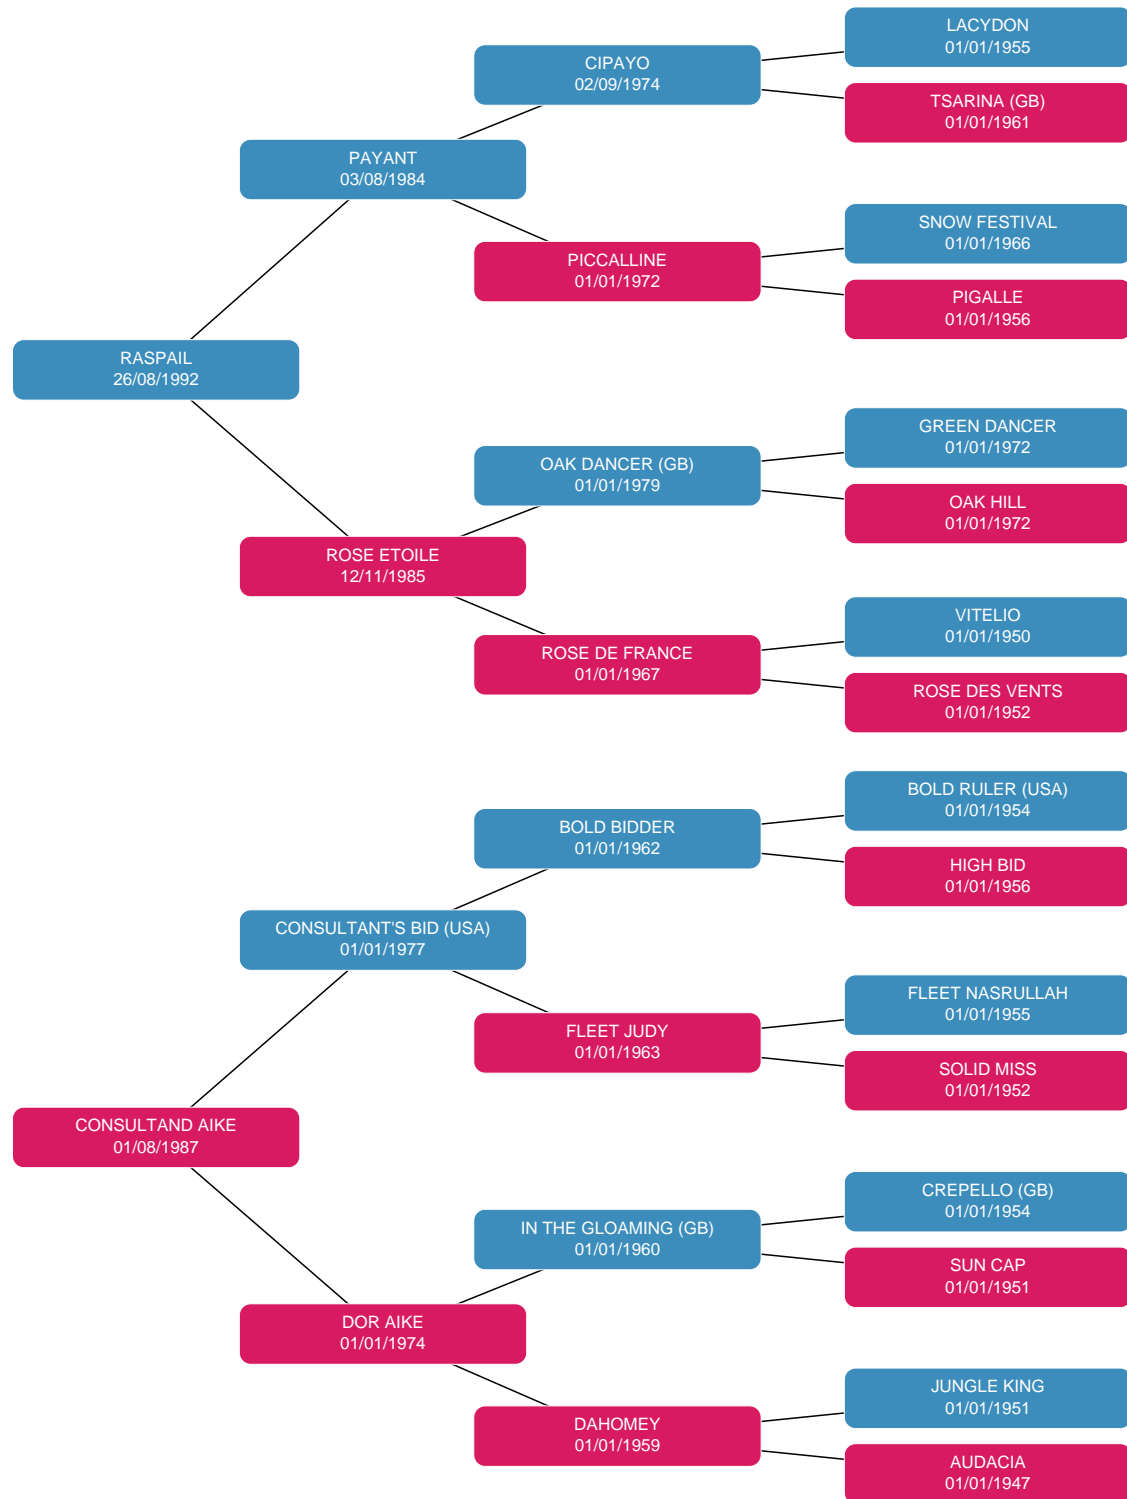 LACYDON
01/01/1955
CIPAYO
02/09/1974
TSARINA (GB)
01/01/1961
PAYANT
03/08/1984
SNOW FESTIVAL
01/01/1966
PICCALLINE
01/01/1972
PIGALLE
01/01/1956
RASPAIL
26/08/1992
GREEN DANCER
01/01/1972
OAK DANCER (GB)
01/01/1979
OAK HILL
01/01/1972
ROSE ETOILE
12/11/1985
VITELIO
01/01/1950
ROSE DE FRANCE
01/01/1967
ROSE DES VENTS
01/01/1952
BOLD RULER (USA)
01/01/1954
BOLD BIDDER
01/01/1962
HIGH BID
01/01/1956
CONSULTANT'S BID (USA)
01/01/1977
FLEET NASRULLAH
01/01/1955
FLEET JUDY
01/01/1963
SOLID MISS
01/01/1952
CONSULTAND AIKE
01/08/1987
CREPELLO (GB)
01/01/1954
IN THE GLOAMING (GB)
01/01/1960
SUN CAP
01/01/1951
DOR AIKE
01/01/1974
JUNGLE KING
01/01/1951
DAHOMEY
01/01/1959
AUDACIA
01/01/1947